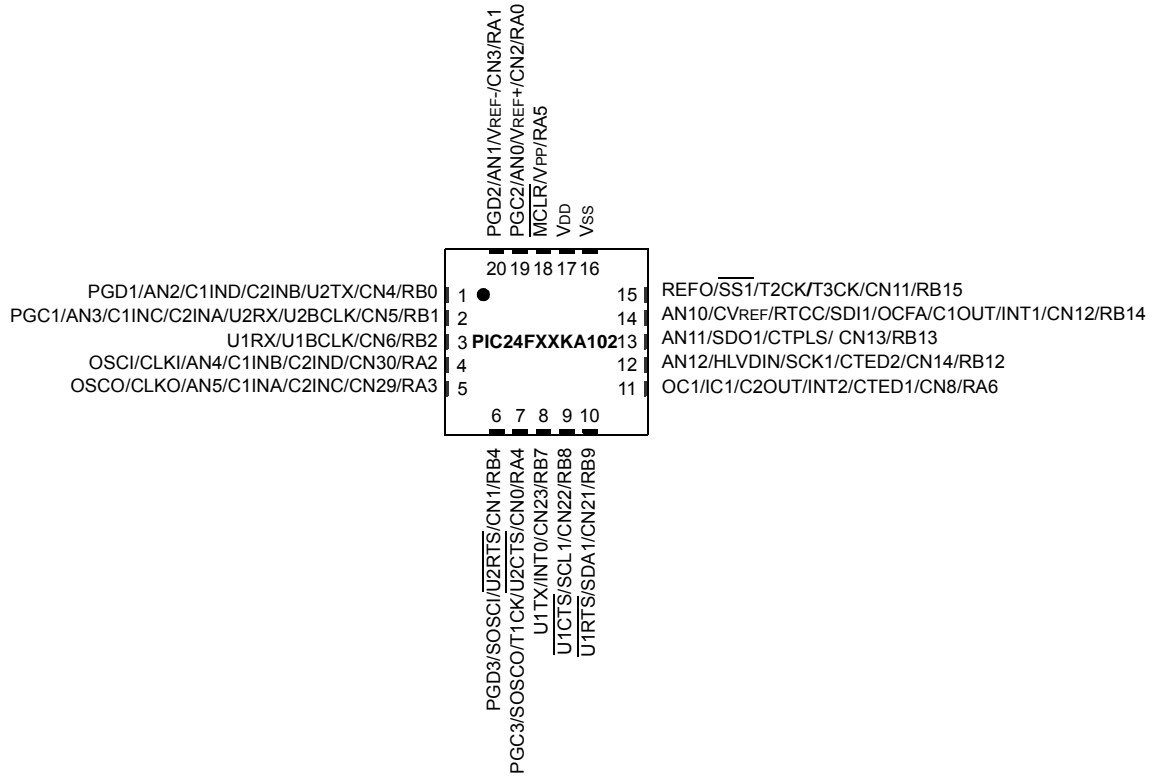 PGD2/AN1/VREF-/CN3/RA1
PGC2/AN0/VREF+/CN2/RA0
MCLR/VPP/RA5
VDD
VSS
20 19 18 17 16
PGD1/AN2/C1IND/C2INB/U2TX/CN4/RB0 1
PGC1/AN3/C1INC/C2INA/U2RX/U2BCLK/CN5/RB1 2
U1RX/U1BCLK/CN6/RB2 3
OSCI/CLKI/AN4/C1INB/C2IND/CN30/RA2 4
OSCO/CLKO/AN5/C1INA/C2INC/CN29/RA3 5
PIC24FXXKA102
15 REFO/SS1/T2CK/T3CK/CN11/RB15
14 AN10/CVREF/RTCC/SDI1/OCFA/C1OUT/INT1/CN12/RB14
13 AN11/SDO1/CTPLS/ CN13/RB13
12 AN12/HLVDIN/SCK1/CTED2/CN14/RB12
11 OC1/IC1/C2OUT/INT2/CTED1/CN8/RA6
6 7 8 9 10
PGD3/SOSCI/U2RTS/CN1/RB4
PGC3/SOSCO/T1CK/U2CTS/CN0/RA4
U1TX/INT0/CN23/RB7
U1CTS/SCL1/CN22/RB8
U1RTS/SDA1/CN21/RB9